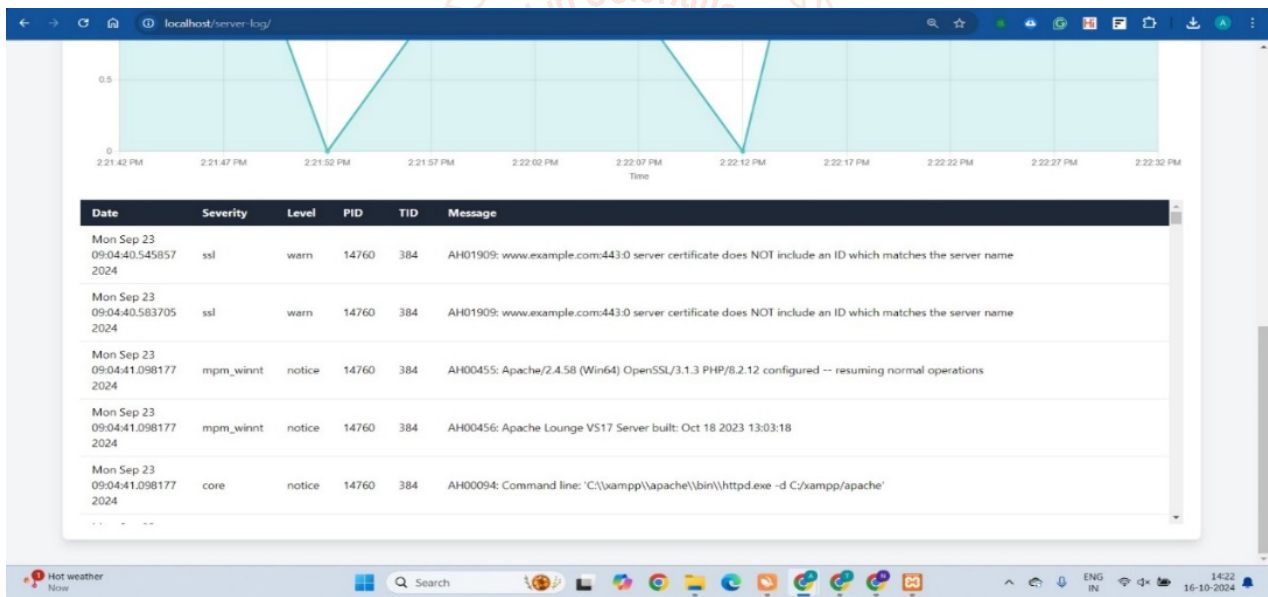 localhost/server-log/
0.5
0
2:21:42 PM 2:21:47 PM 2:21:52 PM 2:21:57 PM 2:22:02 PM 2:22:07 PM 2:22:12 PM 2:22:17 PM 2:22:22 PM 2:22:27 PM 2:22:32 PM
Time
Date Severity Level PID TID Message
Mon Sep 23
09:04:40.545857 ssl warn 14760 384 AH01909: www.example.com:443:0 server certificate does NOT include an ID which matches the server name
2024
Mon Sep 23
09:04:40.583705 ssl warn 14760 384 AH01909: www.example.com:443:0 server certificate does NOT include an ID which matches the server name
2024
Mon Sep 23
09:04:41.098177 mpm_winnt notice 14760 384 AH00455: Apache/2.4.58 (Win64) OpenSSL/3.1.3 PHP/8.2.12 configured -- resuming normal operations
2024
Mon Sep 23
09:04:41.098177 mpm_winnt notice 14760 384 AH00456: Apache Lounge VS17 Server built: Oct 18 2023 13:03:18
2024
Mon Sep 23
09:04:41.098177 core notice 14760 384 AH00094: Command line: 'C:\\xampp\\apache\\bin\\httpd.exe -d C:/xampp/apache'
2024
Hot weather
Now
Search
ENG
IN
14:22
16-10-2024